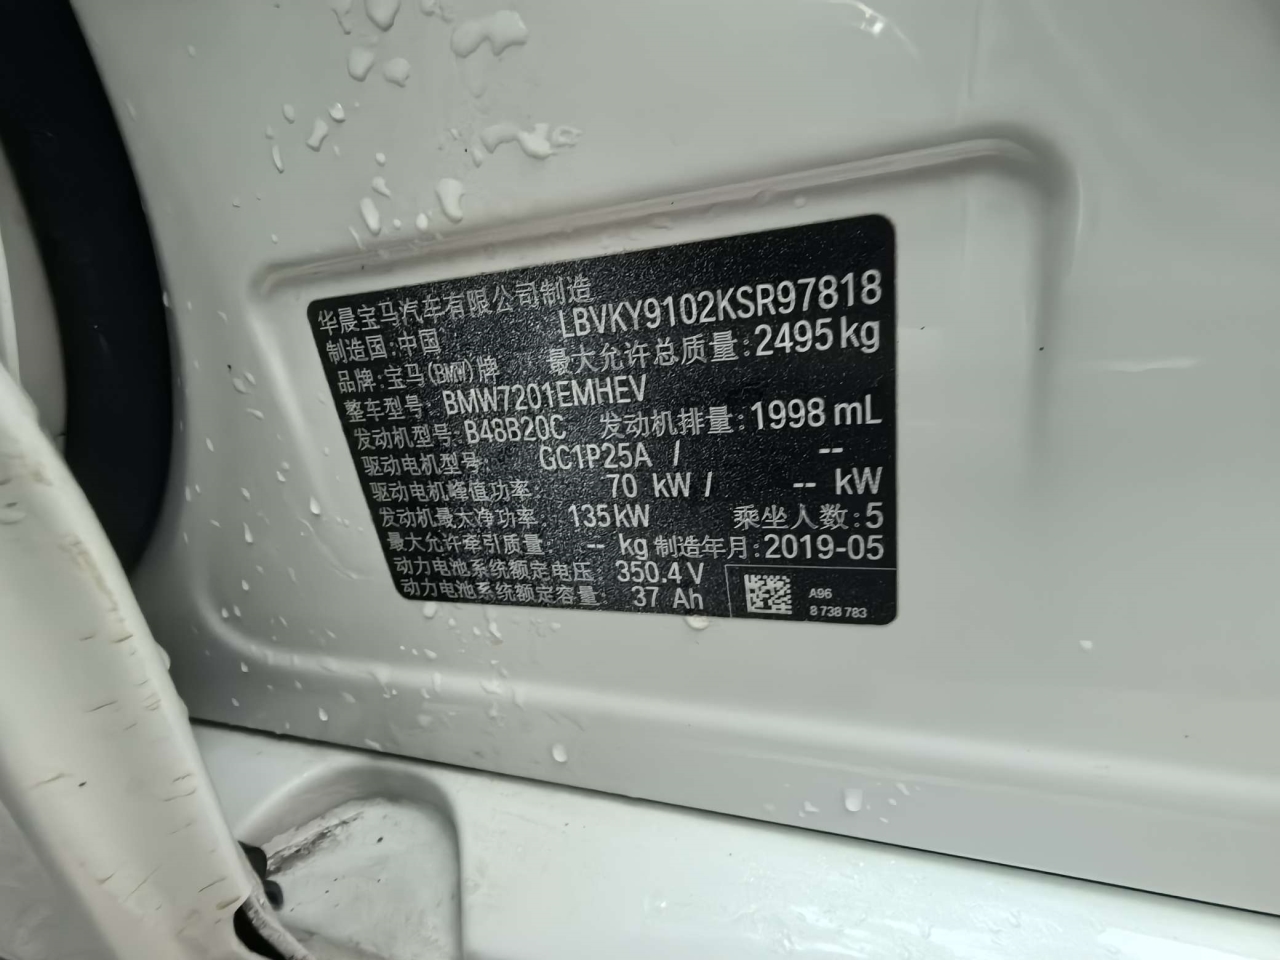 华晨宝马汽车有限公司制造
制造国:中国 LBVKY9102KSR97818
品牌:宝马(BMW)牌 最大允许总质量:2495kg
整车型号: BMW7201EMHEV
发动机型号: B48B20C 发动机排量:1998 mL
驱动电机型号: GC1P25A / --
驱动电机峰值功率: 70 kW / -- kW
发动机最大净功率: 135kW 乘坐人数:5
最大允许牵引质量: -- kg 制造年月:2019-05
动力电池系统额定电压 350.4 V
动力电池系统额定容量: 37 Ah
A96
8 738 783